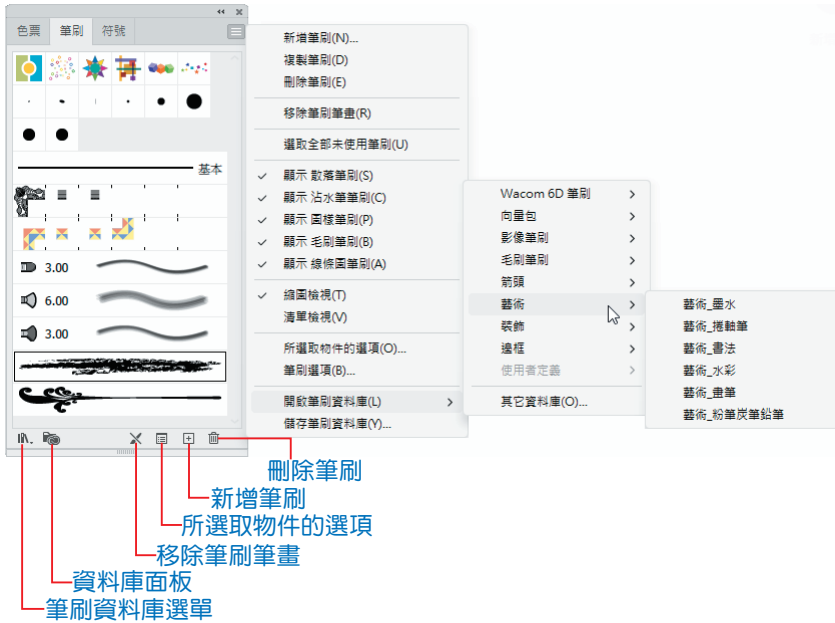 色票 筆刷 符號
基本
3.00
6.00
3.00
新增筆刷(N)...
複製筆刷(D)
刪除筆刷(E)
移除筆刷筆畫(R)
選取全部未使用筆刷(U)
顯示 散落筆刷(S)
顯示 沾水筆筆刷(C)
顯示 圖樣筆刷(P)
顯示 毛刷筆刷(B)
顯示 線條圖筆刷(A)
縮圖檢視(T)
清單檢視(V)
所選取物件的選項(O)...
筆刷選項(B)...
開啟筆刷資料庫(L)
儲存筆刷資料庫(Y)...
Wacom 6D 筆刷
向量包
影像筆刷
毛刷筆刷
箭頭
藝術
裝飾
邊框
使用者定義
其它資料庫(O)...
藝術_墨水
藝術_捲軸筆
藝術_書法
藝術_水彩
藝術_畫筆
藝術_粉筆炭筆鉛筆
刪除筆刷
新增筆刷
所選取物件的選項
移除筆刷筆畫
資料庫面板
筆刷資料庫選單